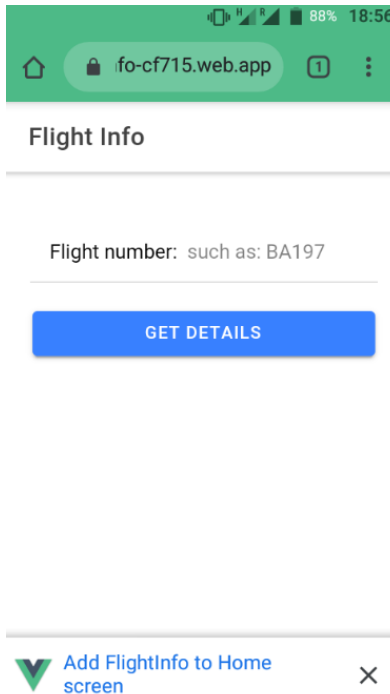 H R 88% 18:56
ıfo-cf715.web.app 1
Flight Info
Flight number: such as: BA197
GET DETAILS
Add FlightInfo to Home
screen